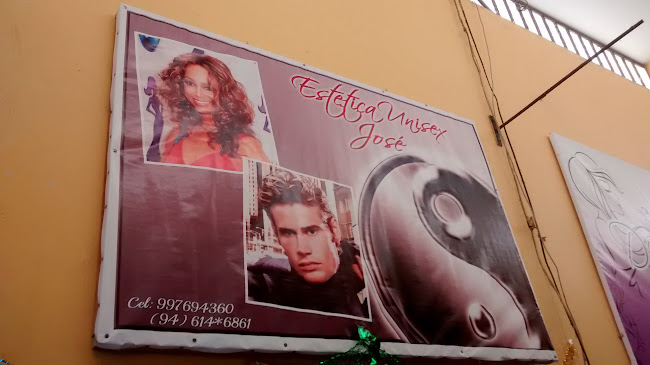 Estética Unisex
José
Cel: 997694360
(94) 614*6861